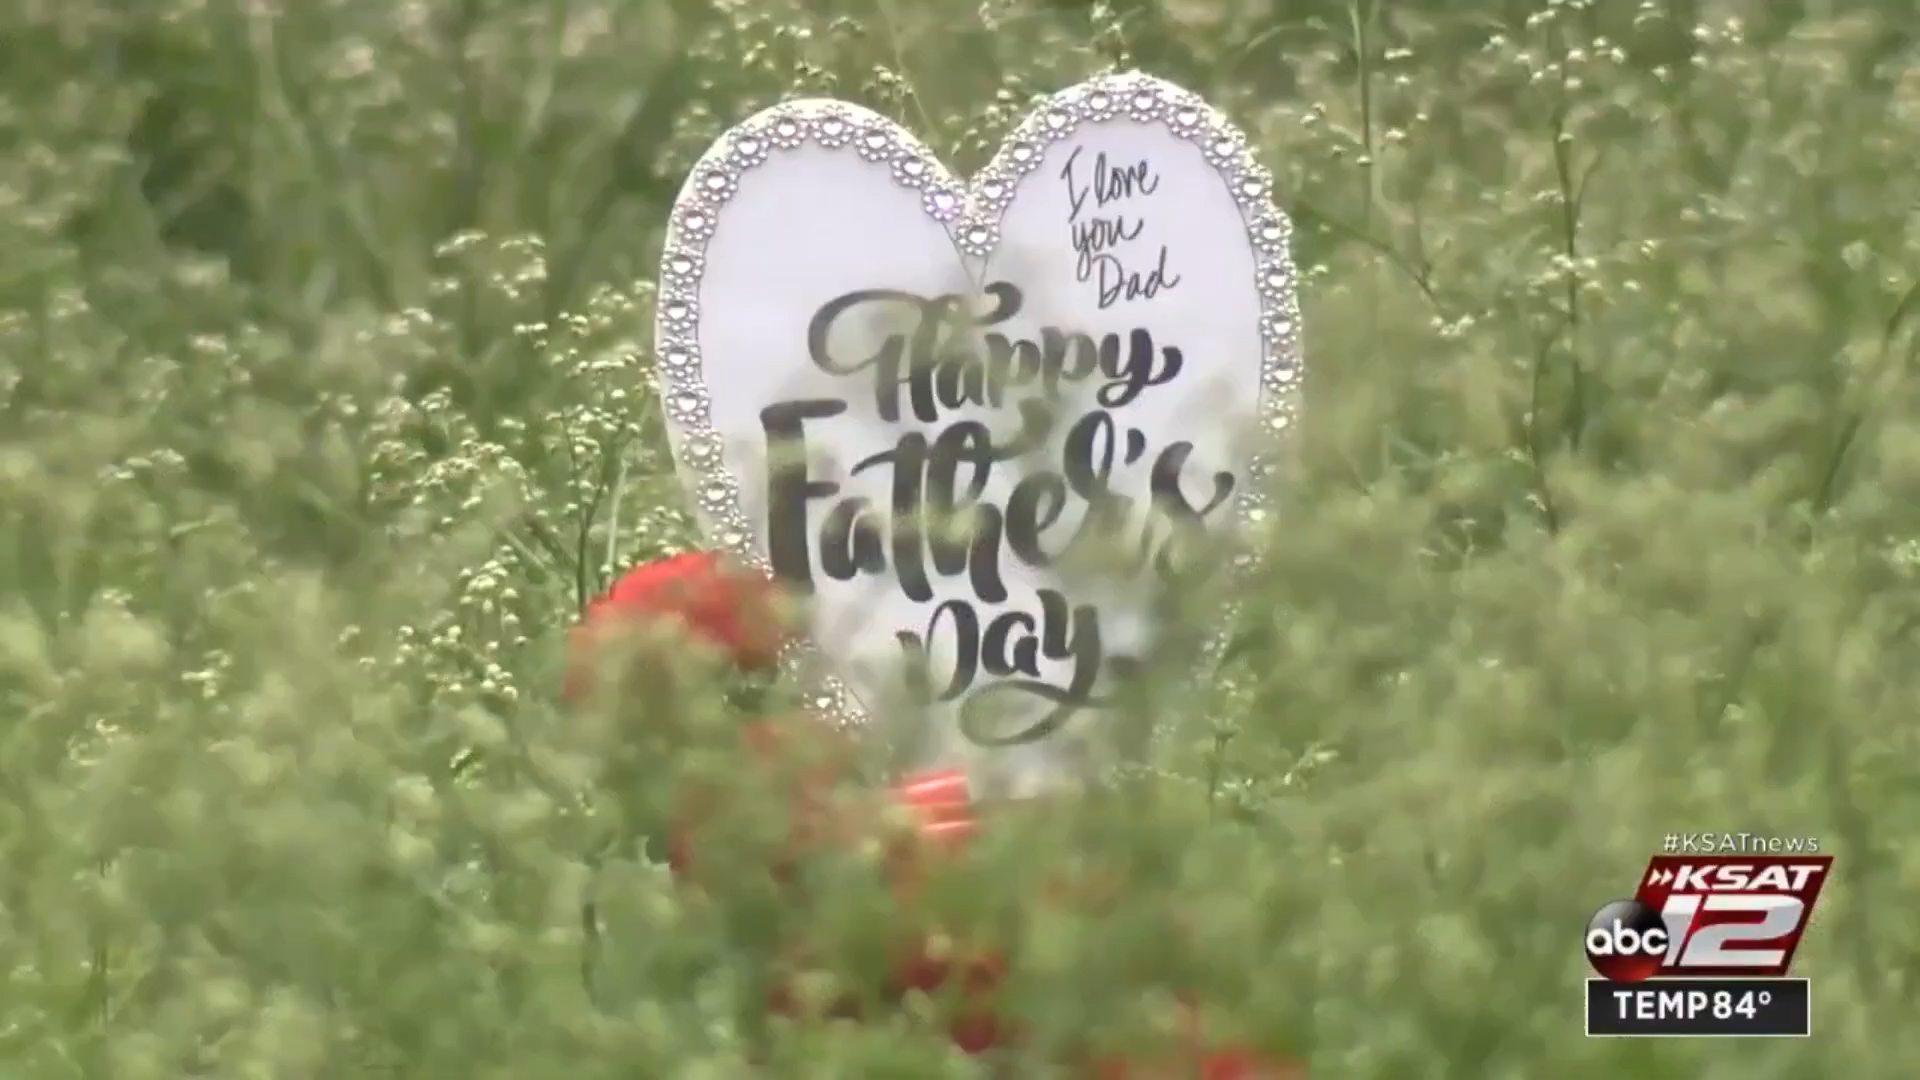 I love
you
Dad
Happy
Father's
Day
#KSATnews
KSAT
12
abc
TEMP 84°